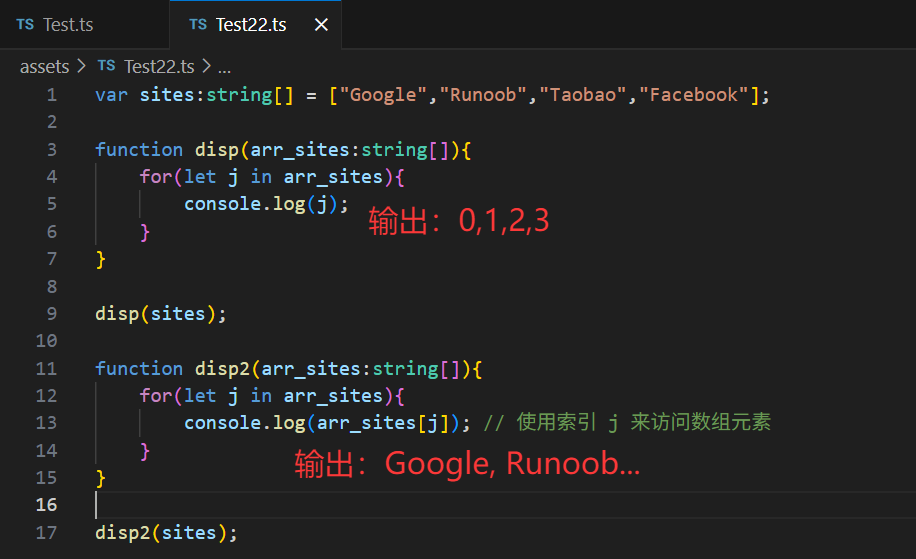 TS Test.ts TS Test22.ts ×
assets > TS Test22.ts > ...
1 var sites:string[] = ["Google","Runoob","Taobao","Facebook"];
2
3 function disp(arr_sites:string[]){
4 for(let j in arr_sites){
5 console.log(j);
输出：0,1,2,3
6 }
7 }
8
9 disp(sites);
10
11 function disp2(arr_sites:string[]){
12 for(let j in arr_sites){
13 console.log(arr_sites[j]); // 使用索引 j 来访问数组元素
14 }
输出：Google, Runoob...
15 }
16
17 disp2(sites);